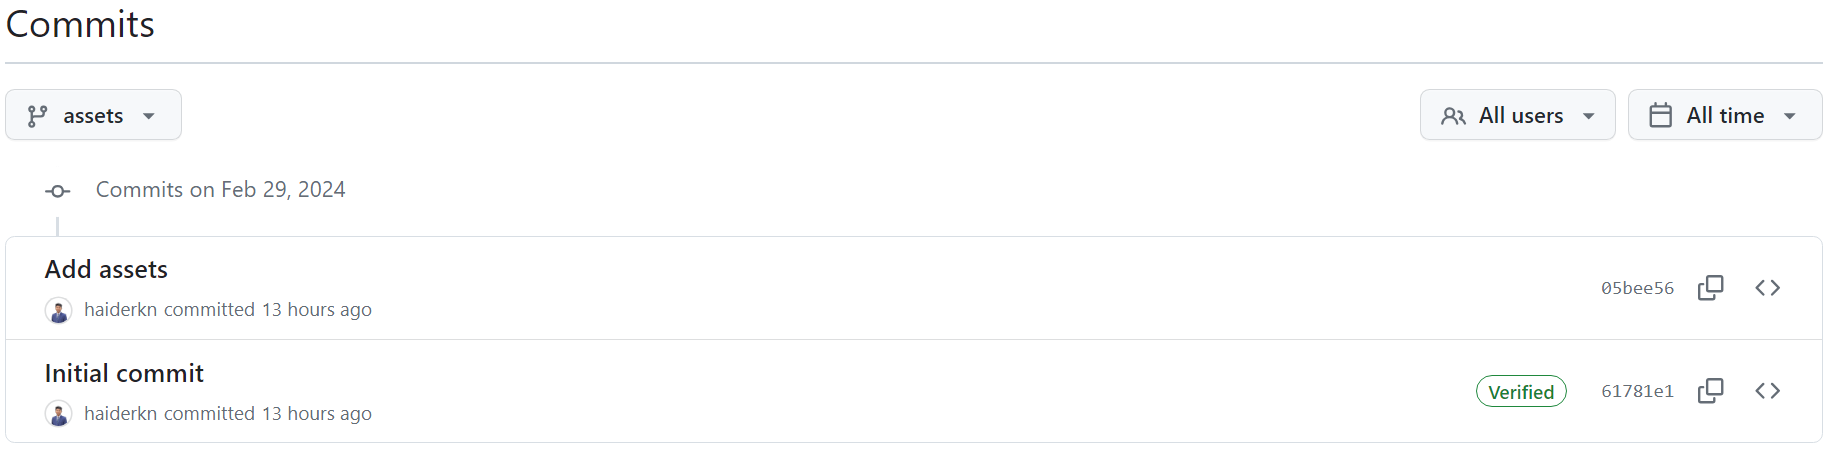 Commits
assets
All users
All time
Commits on Feb 29, 2024
Add assets
haiderkn committed 13 hours ago
05bee56
Initial commit
haiderkn committed 13 hours ago
Verified
61781e1